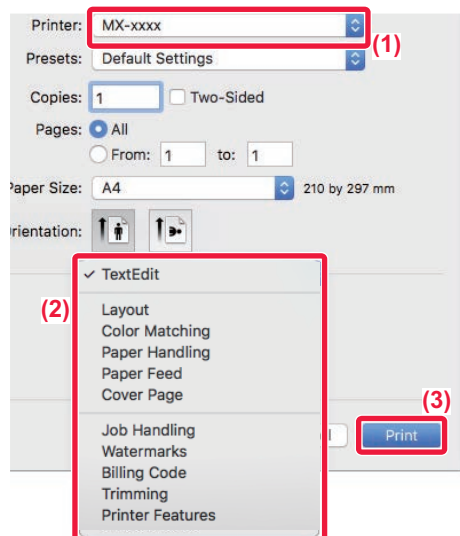 Printer: MX-xxxx
(1)
Presets: Default Settings
Copies: 1 Two-Sided
Pages: All
From: 1 to: 1
Paper Size: A4 210 by 297 mm
rientation:
✓ TextEdit
(2)
Layout
Color Matching
Paper Handling
Paper Feed
Cover Page
(3)
Job Handling
Print
Watermarks
Billing Code
Trimming
Printer Features